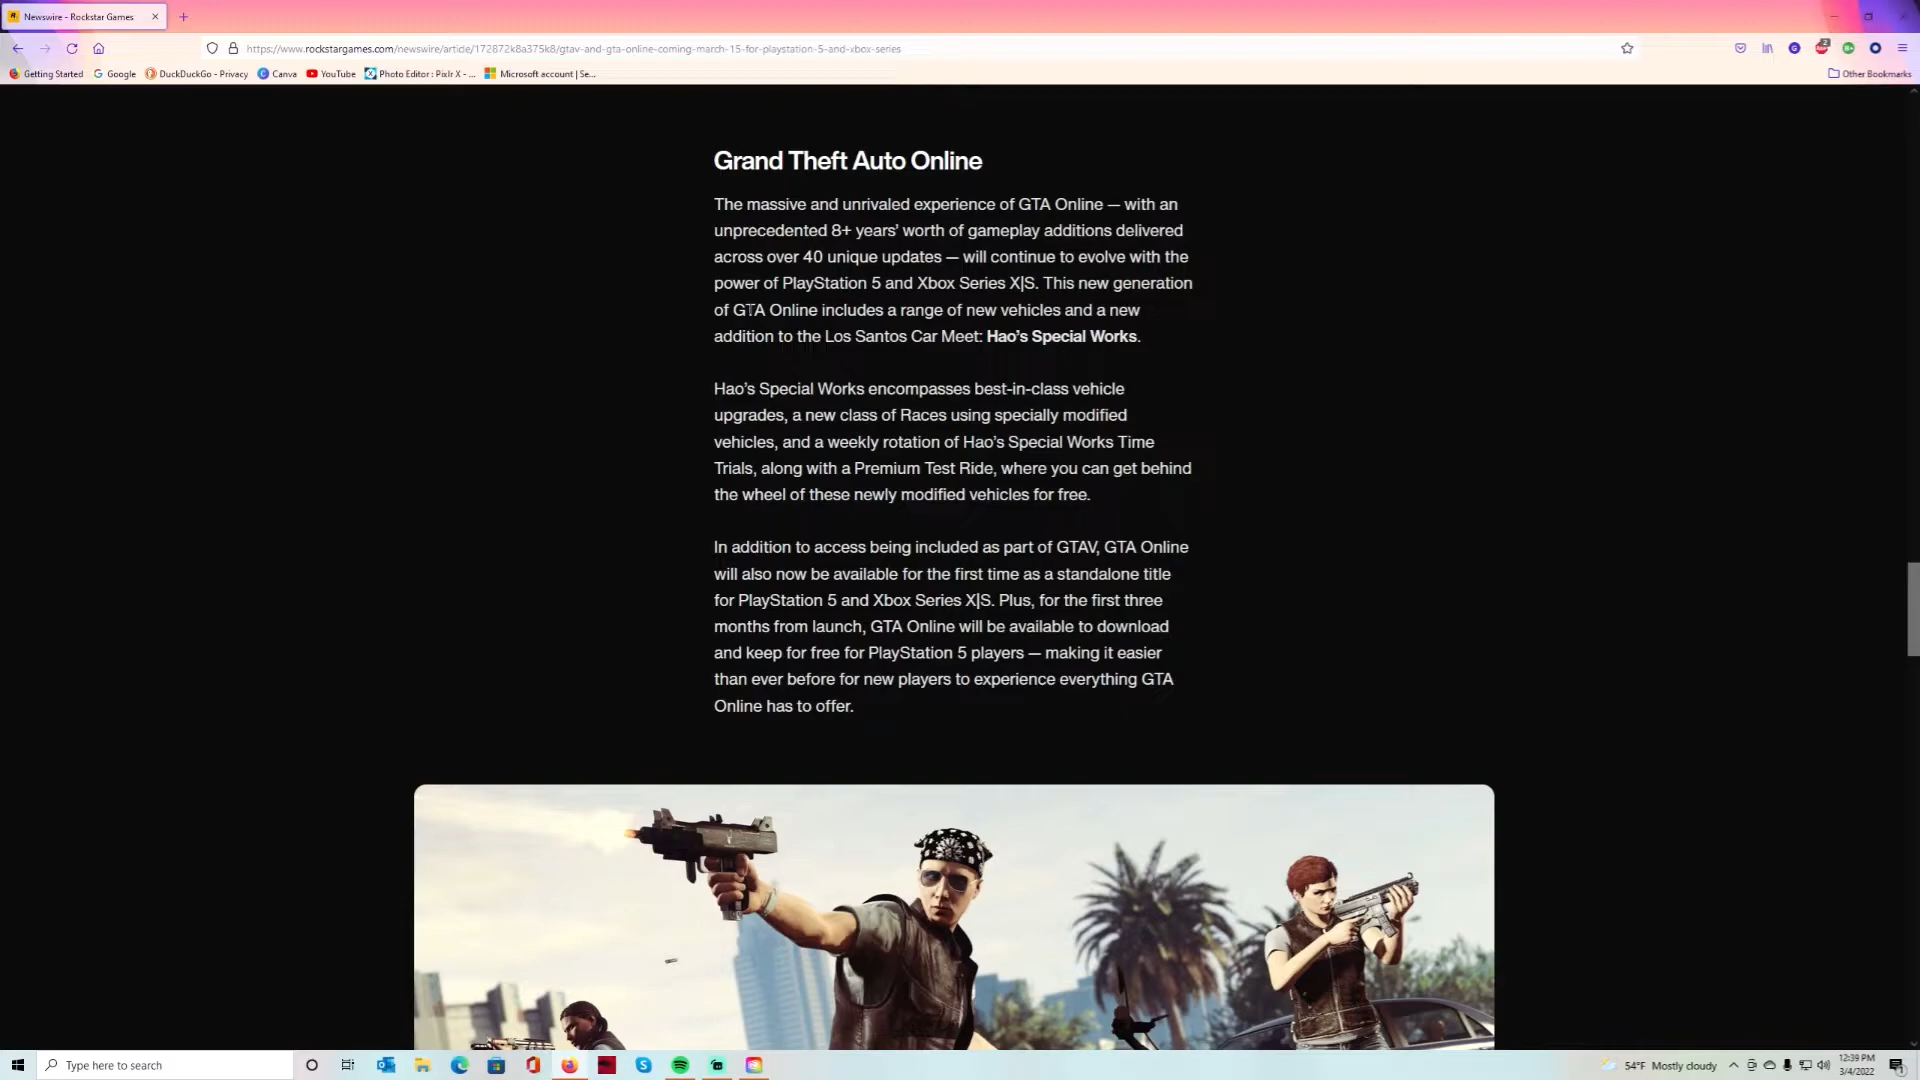 Newswire - Rockstar Games
https://www.rockstargames.com/newswire/article/172872k8a375k8/gtav-and-gta-online-coming-march-15-for-playstation-5-and-xbox-series
2
Getting Started
Google
DuckDuckGo - Privacy
Canva
YouTube
Photo Editor : Pixlr X - ...
Microsoft account | Se...
Other Bookmarks
Grand Theft Auto Online
The massive and unrivaled experience of GTA Online — with an
unprecedented 8+ years’ worth of gameplay additions delivered
across over 40 unique updates — will continue to evolve with the
power of PlayStation 5 and Xbox Series X|S. This new generation
of GTA Online includes a range of new vehicles and a new
addition to the Los Santos Car Meet: Hao’s Special Works.
Hao’s Special Works encompasses best-in-class vehicle
upgrades, a new class of Races using specially modified
vehicles, and a weekly rotation of Hao’s Special Works Time
Trials, along with a Premium Test Ride, where you can get behind
the wheel of these newly modified vehicles for free.
In addition to access being included as part of GTAV, GTA Online
will also now be available for the first time as a standalone title
for PlayStation 5 and Xbox Series X|S. Plus, for the first three
months from launch, GTA Online will be available to download
and keep for free for PlayStation 5 players — making it easier
than ever before for new players to experience everything GTA
Online has to offer.
Type here to search
54°F Mostly cloudy
12:39 PM
3/4/2022